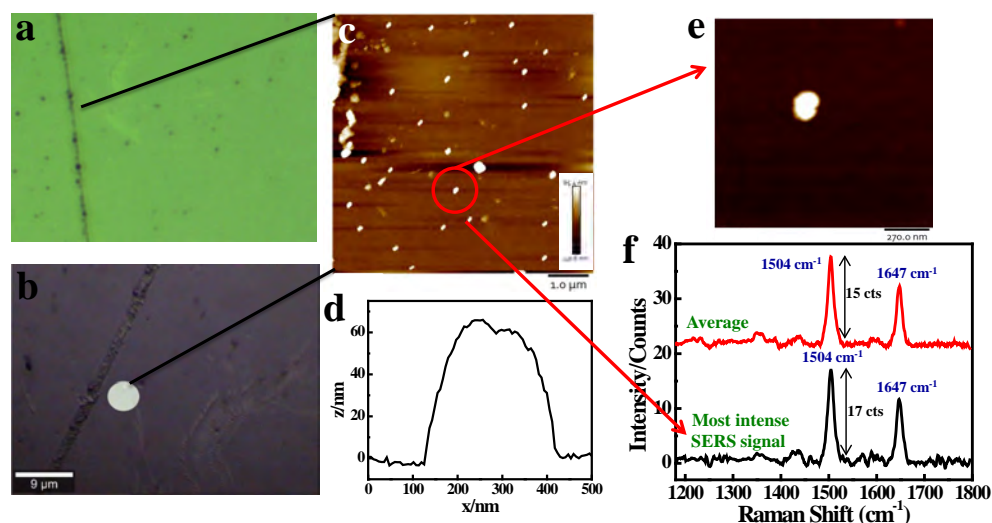 a
b
9 µm
c
1.0 µm
d
z/nm
60
40
20
0
0 100 200 300 400 500
x/nm
e
270.0 nm
f
Intensity/Counts
40
30
20
10
0
1504 cm-1
1647 cm-1
15 cts
Average
1504 cm-1
1647 cm-1
17 cts
Most intense
SERS signal
1200 1300 1400 1500 1600 1700 1800
Raman Shift (cm-1)